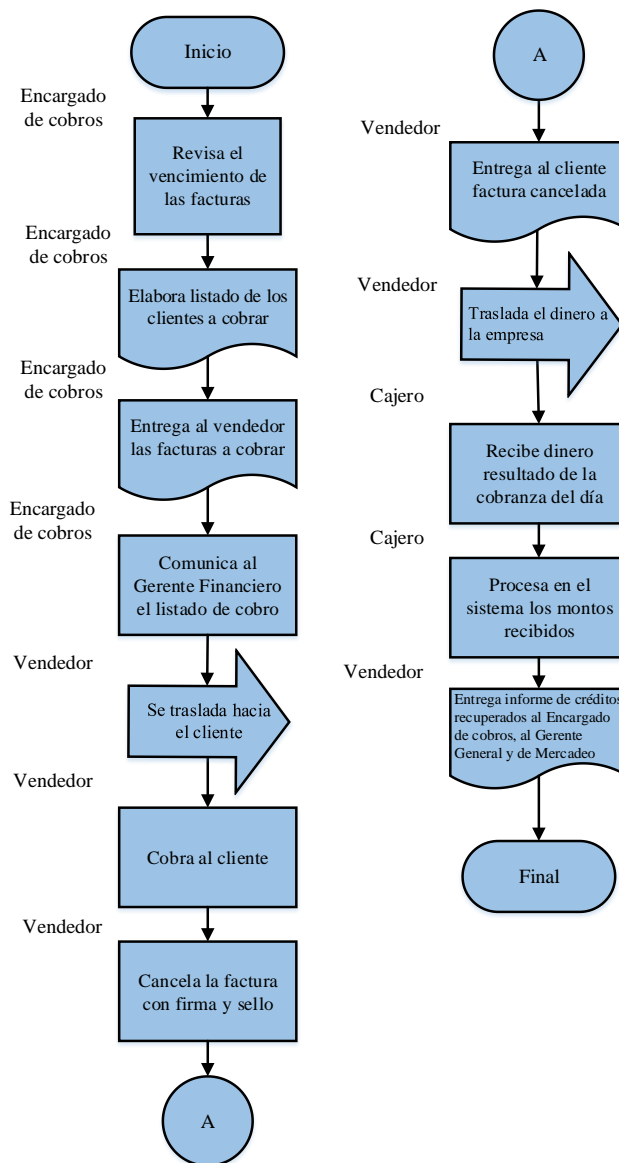 Inicio
Encargado
de cobros
Revisa el
vencimiento de
las facturas
Encargado
de cobros
Elabora listado de los
clientes a cobrar
Encargado
de cobros
Entrega al vendedor
las facturas a cobrar
Encargado
de cobros
Comunica al
Gerente Financiero
el listado de cobro
Vendedor
Se traslada hacia
el cliente
Vendedor
Cobra al cliente
Vendedor
Cancela la factura
con firma y sello
A
A
Vendedor
Entrega al cliente
factura cancelada
Vendedor
Traslada el dinero a
la empresa
Cajero
Recibe dinero
resultado de la
cobranza del día
Cajero
Procesa en el
sistema los montos
recibidos
Vendedor
Entrega informe de créditos
recuperados al Encargado
de cobros, al Gerente
General y de Mercadeo
Final